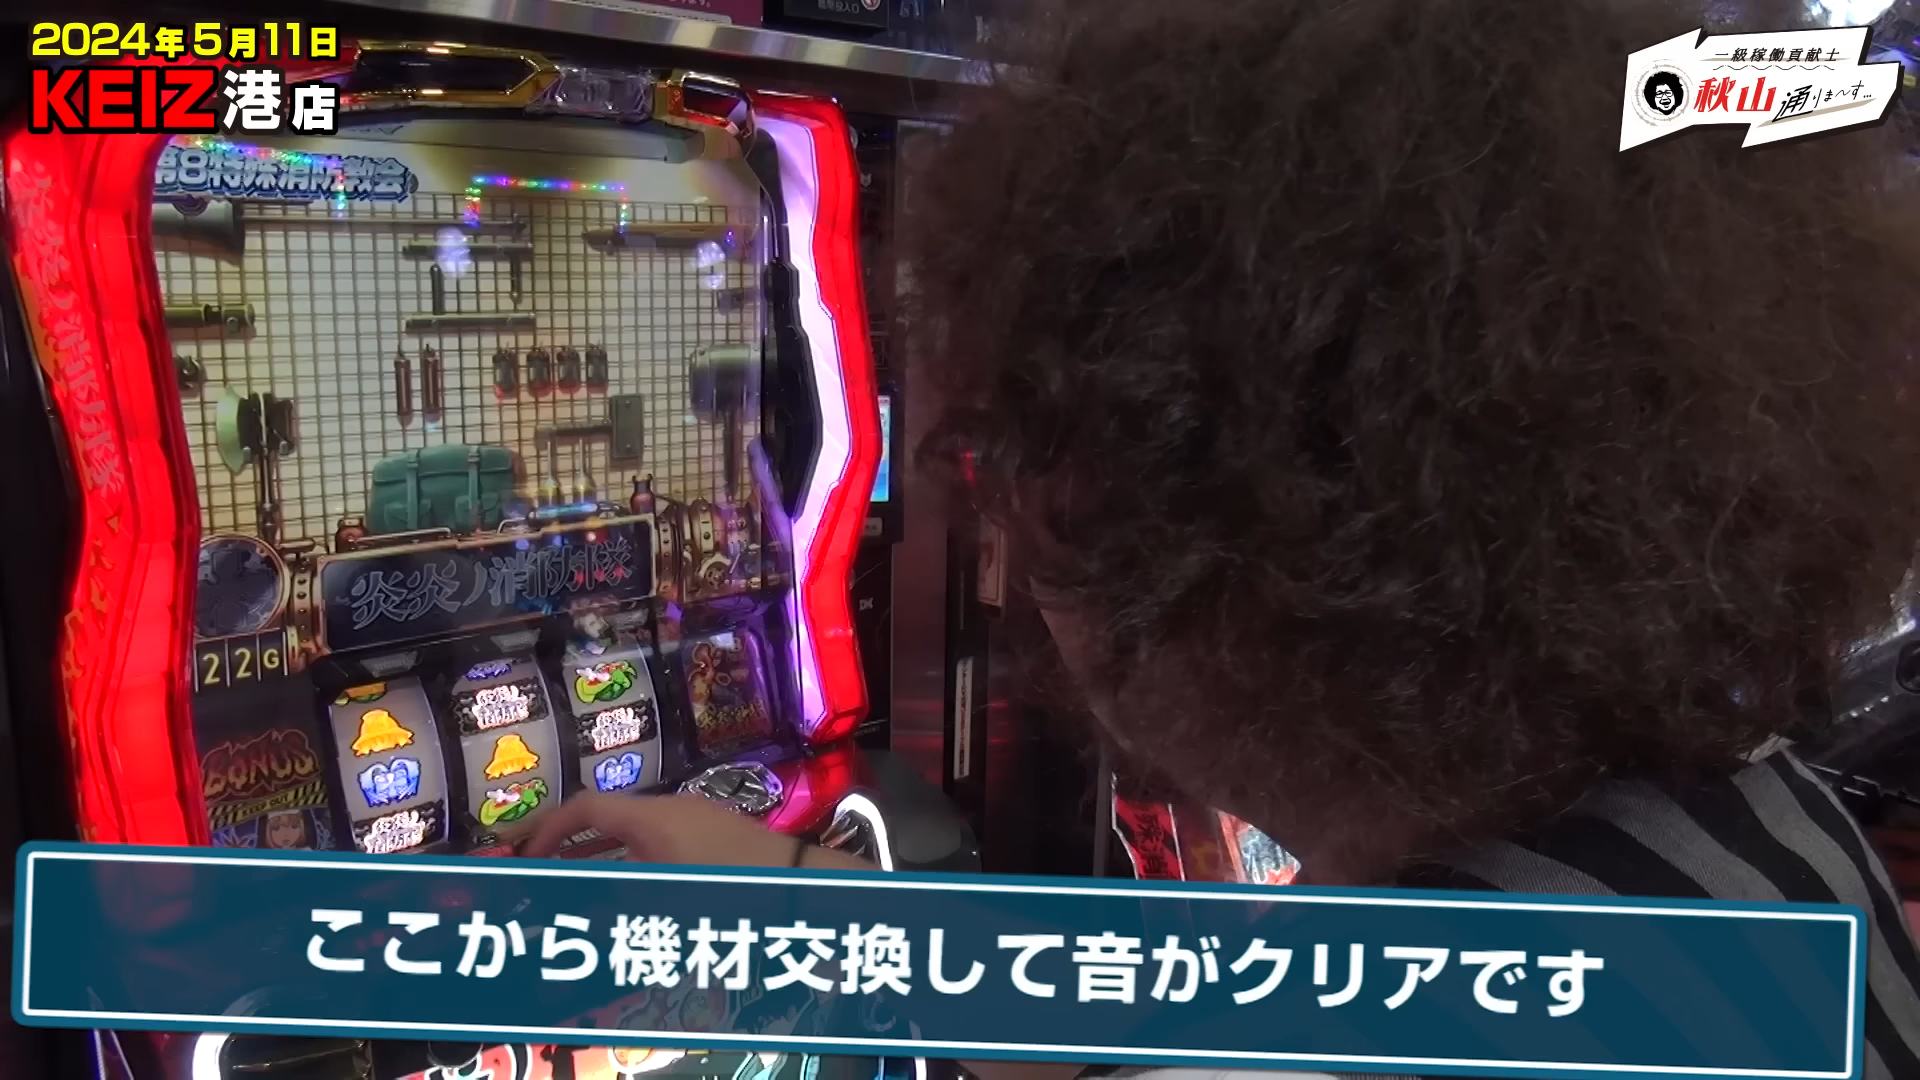 2024年5月11日
KEIZ港店
一級稼働貢献士
秋山通りま〜す…
第8特殊消防教会
炎炎ノ消防隊
22G
BONUS
KEEP OUT
ここから機材交換して音がクリアです